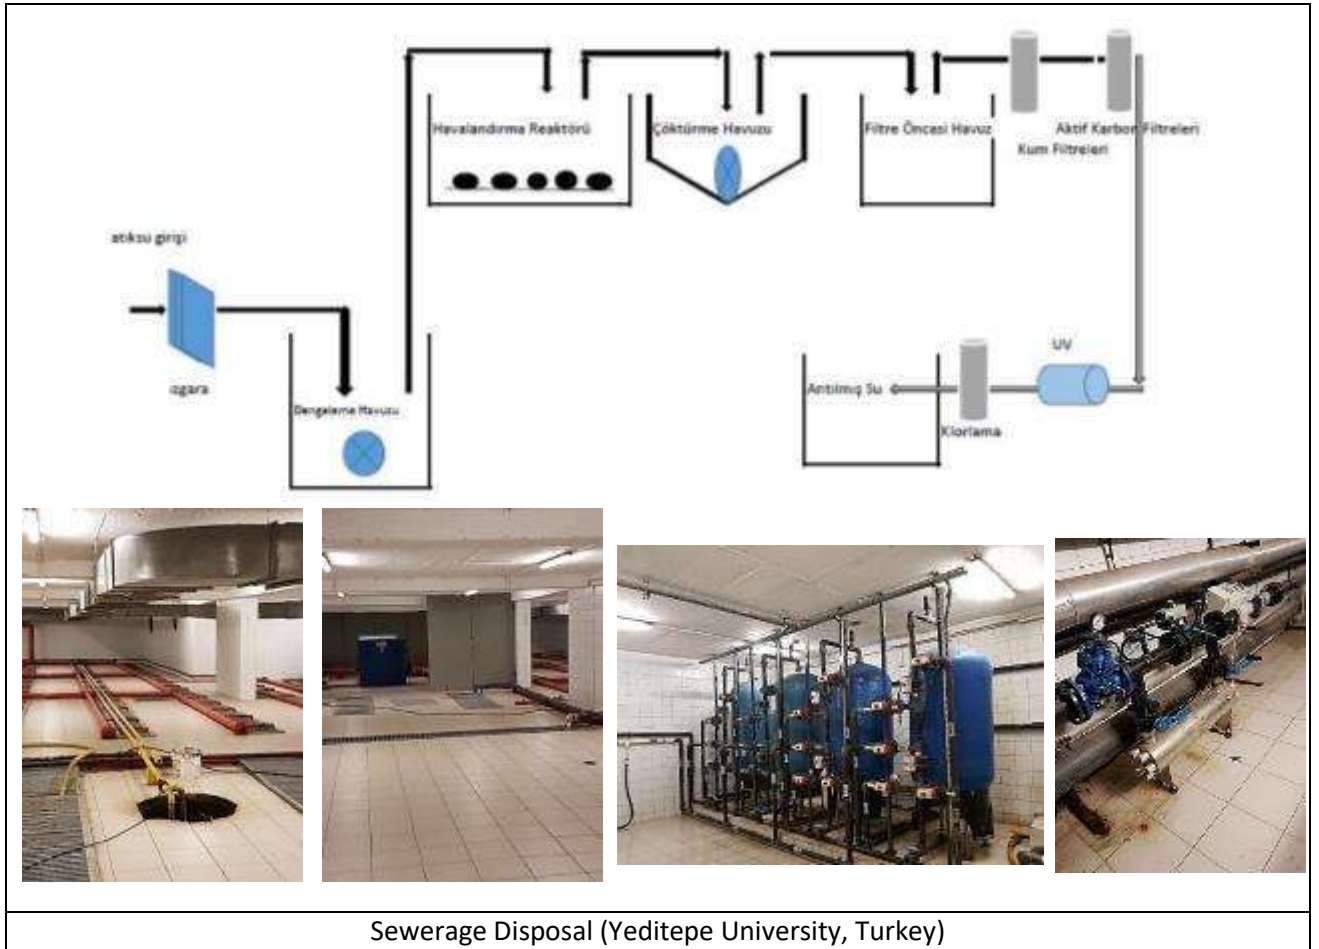 Havalandırma Reaktörü
Çöktürme Havuzu
Filtre Öncesi Havuz
Aktif Karbon Filtreleri
Kum Filtreleri
atıksu girişi
ızgara
Dengeleme Havuzu
UV
Arıtılmış Su
Klorlama
Sewerage Disposal (Yeditepe University, Turkey)